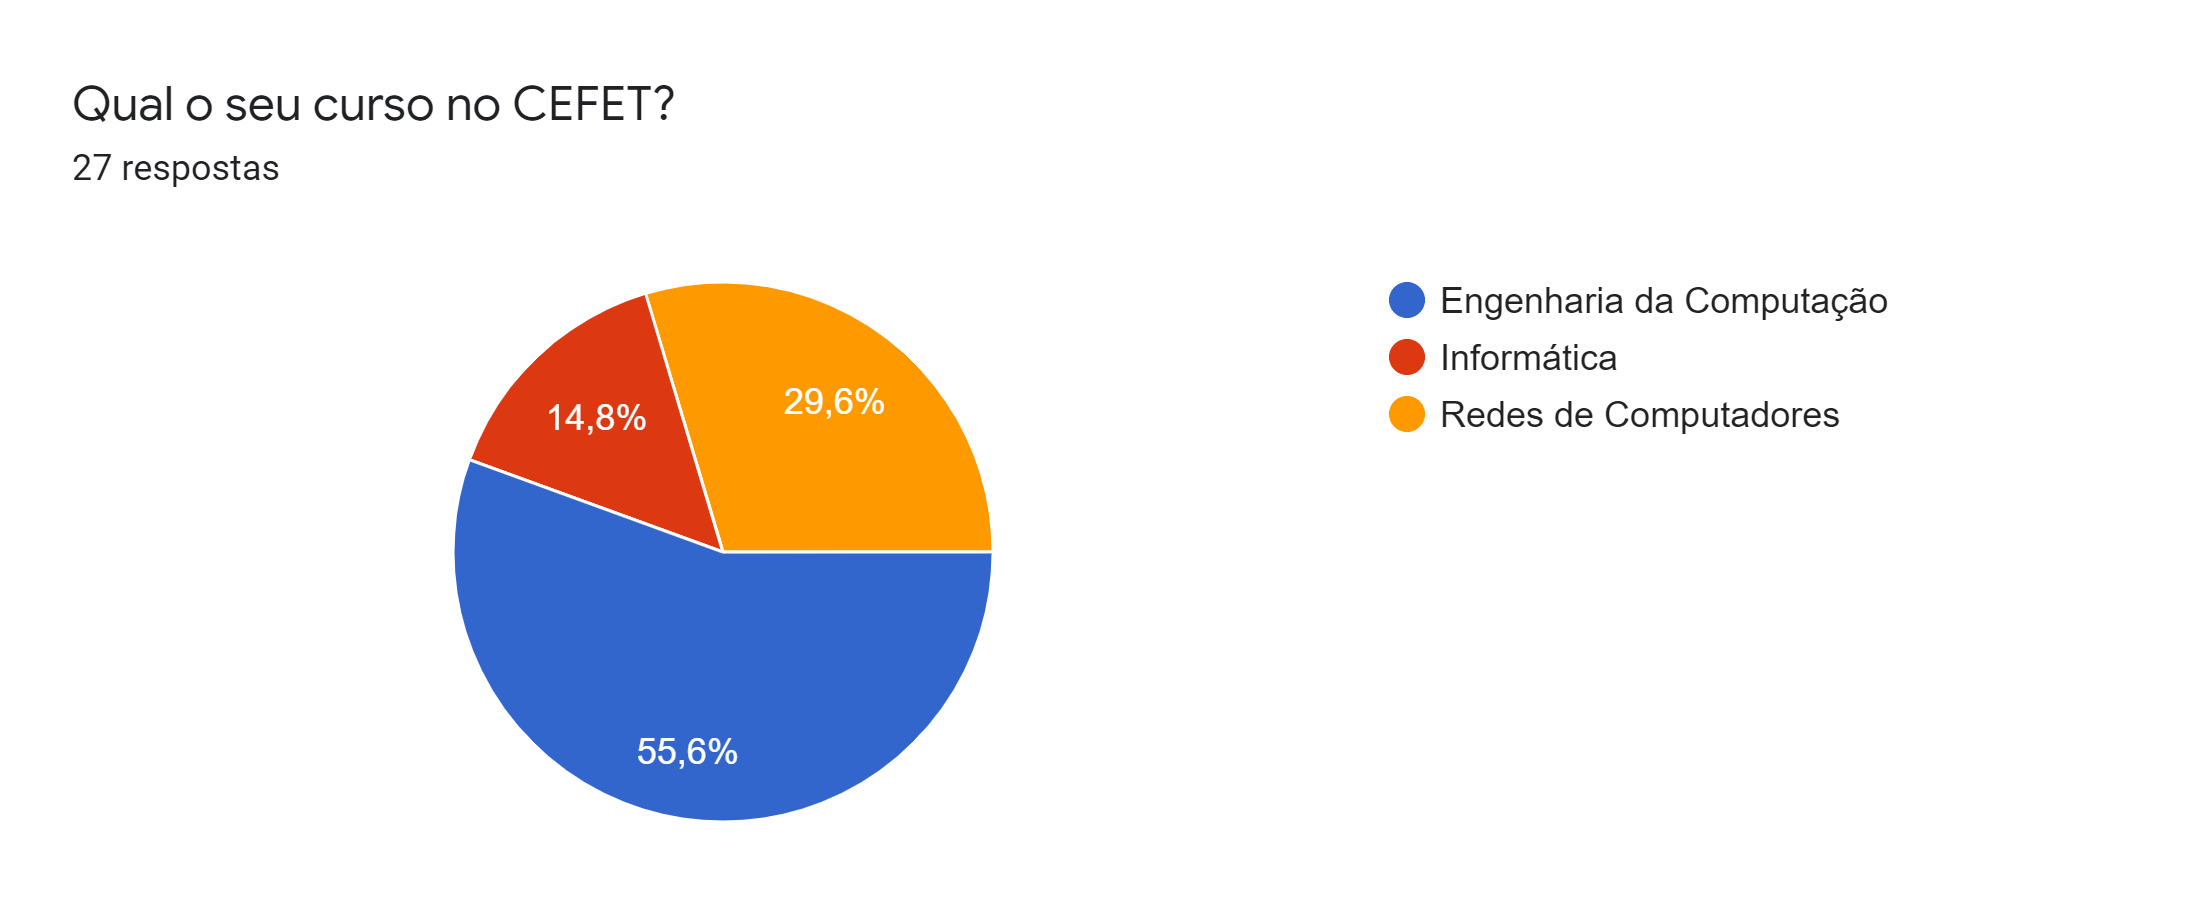 Qual o seu curso no CEFET?
27 respostas
Engenharia da Computação
Informática
Redes de Computadores
29,6%
14,8%
55,6%